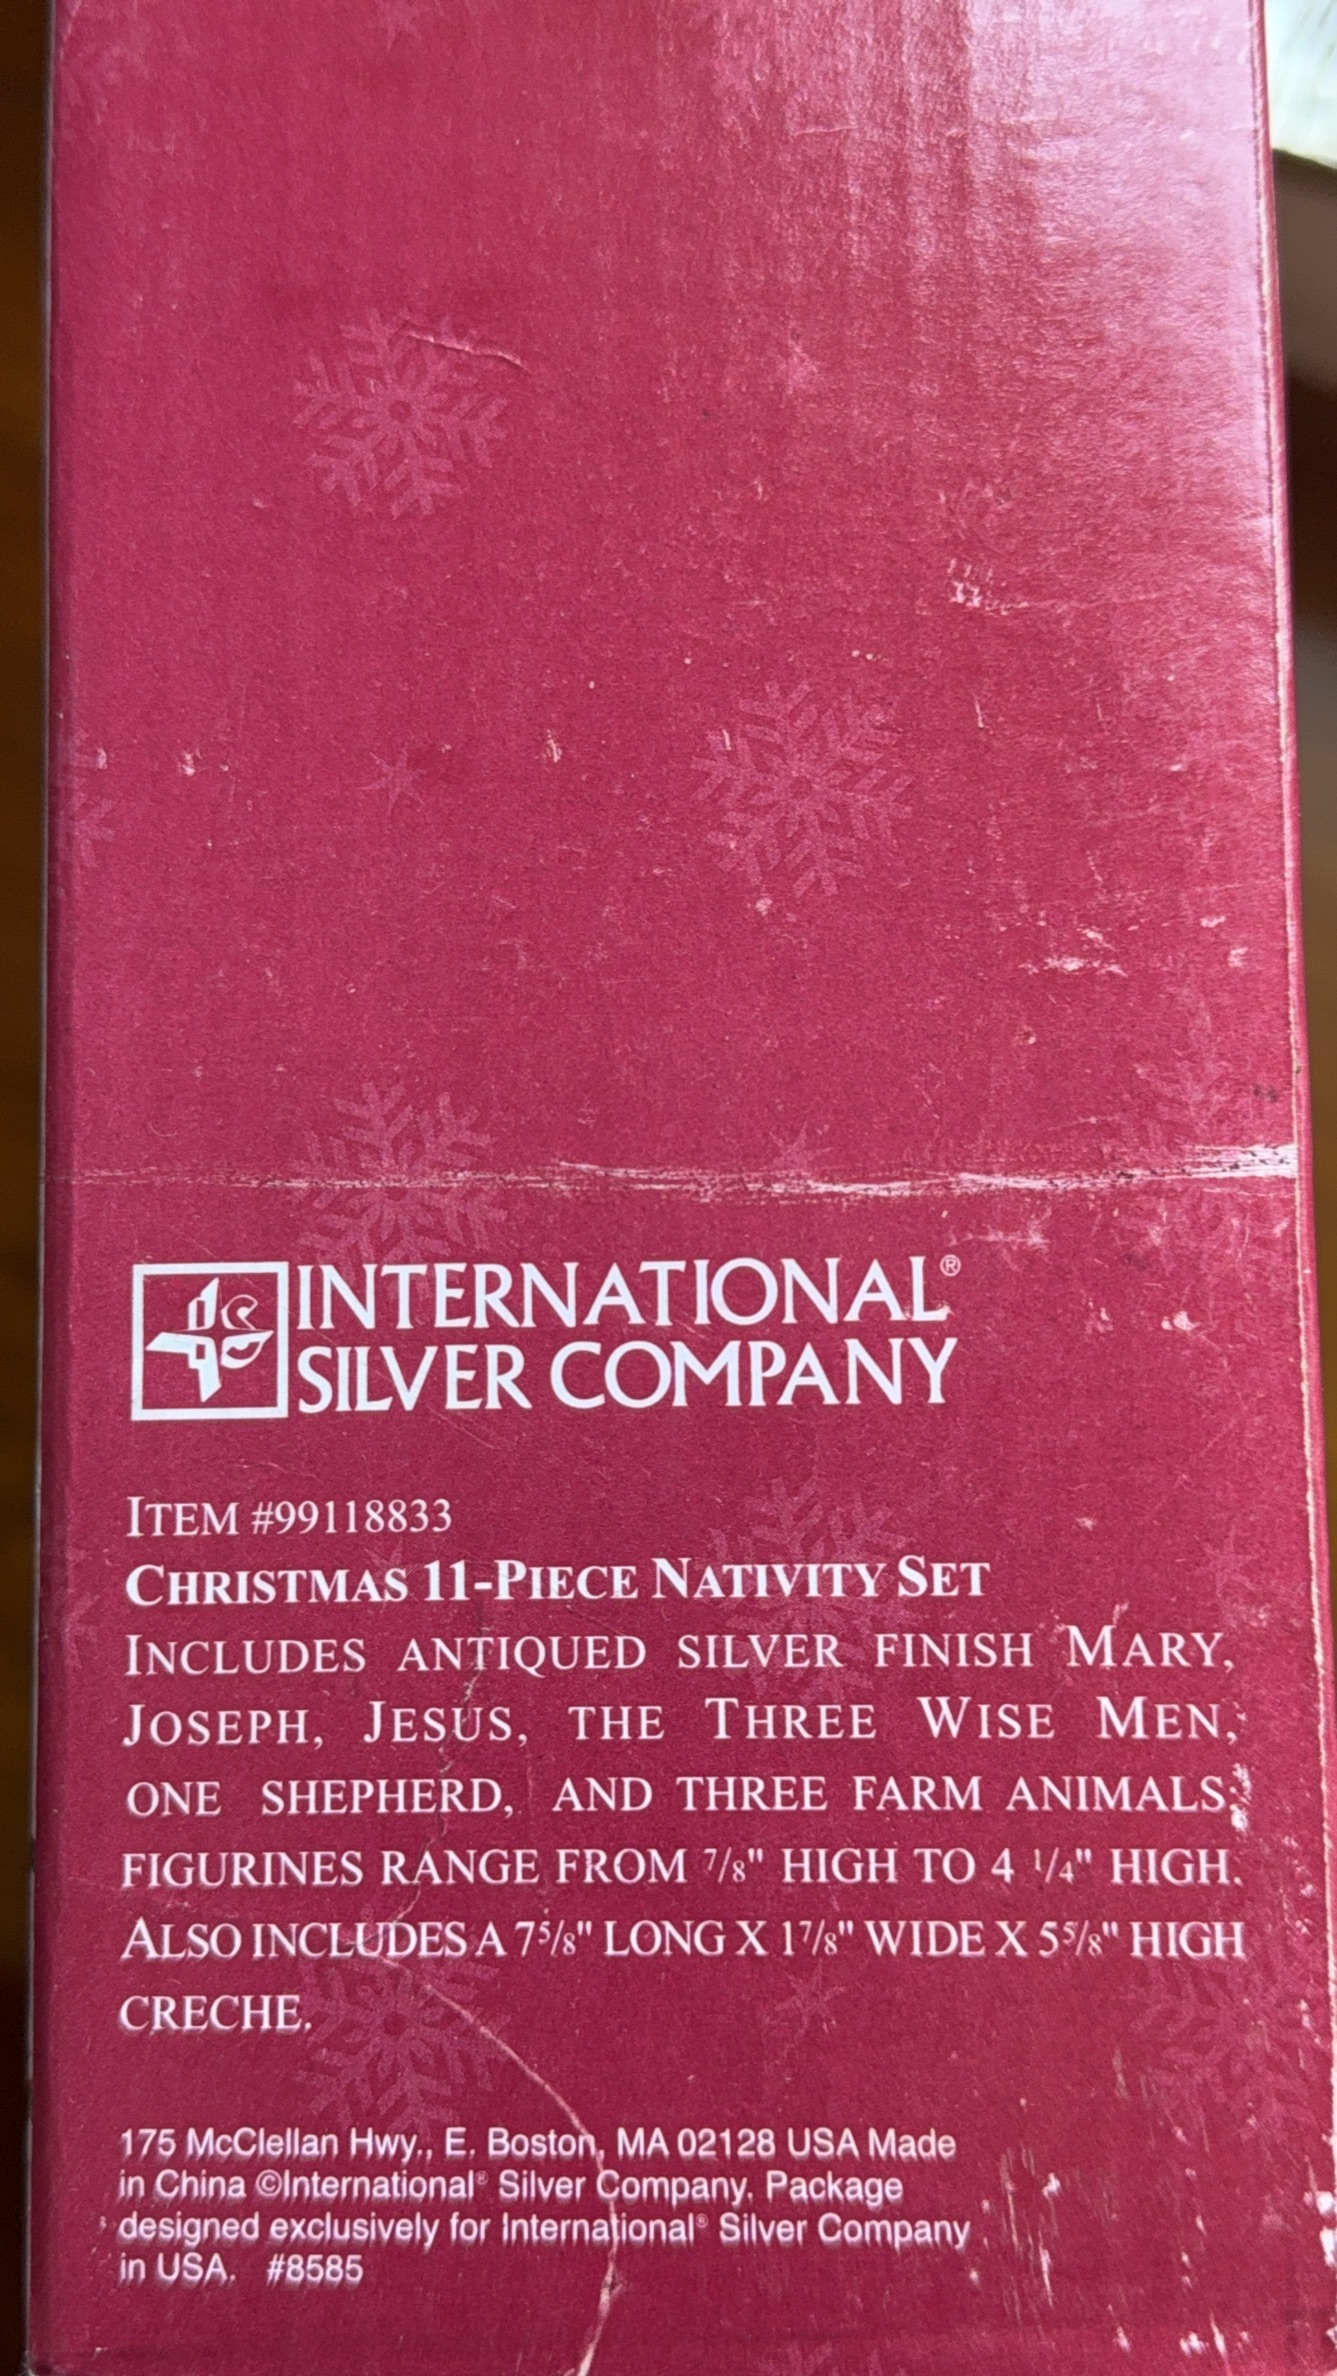 INTERNATIONAL®
SILVER COMPANY
ITEM #99118833
CHRISTMAS 11-PIECE NATIVITY SET
INCLUDES ANTIQUED SILVER FINISH MARY,
JOSEPH, JESUS, THE THREE WISE MEN,
ONE SHEPHERD, AND THREE FARM ANIMALS;
FIGURINES RANGE FROM 7/8" HIGH TO 4 1/4" HIGH.
ALSO INCLUDES A 7 5/8" LONG X 1 7/8" WIDE X 5 5/8" HIGH
CRECHE.
175 McClellan Hwy., E. Boston, MA 02128 USA Made
in China ©International® Silver Company. Package
designed exclusively for International® Silver Company
in USA. #8585